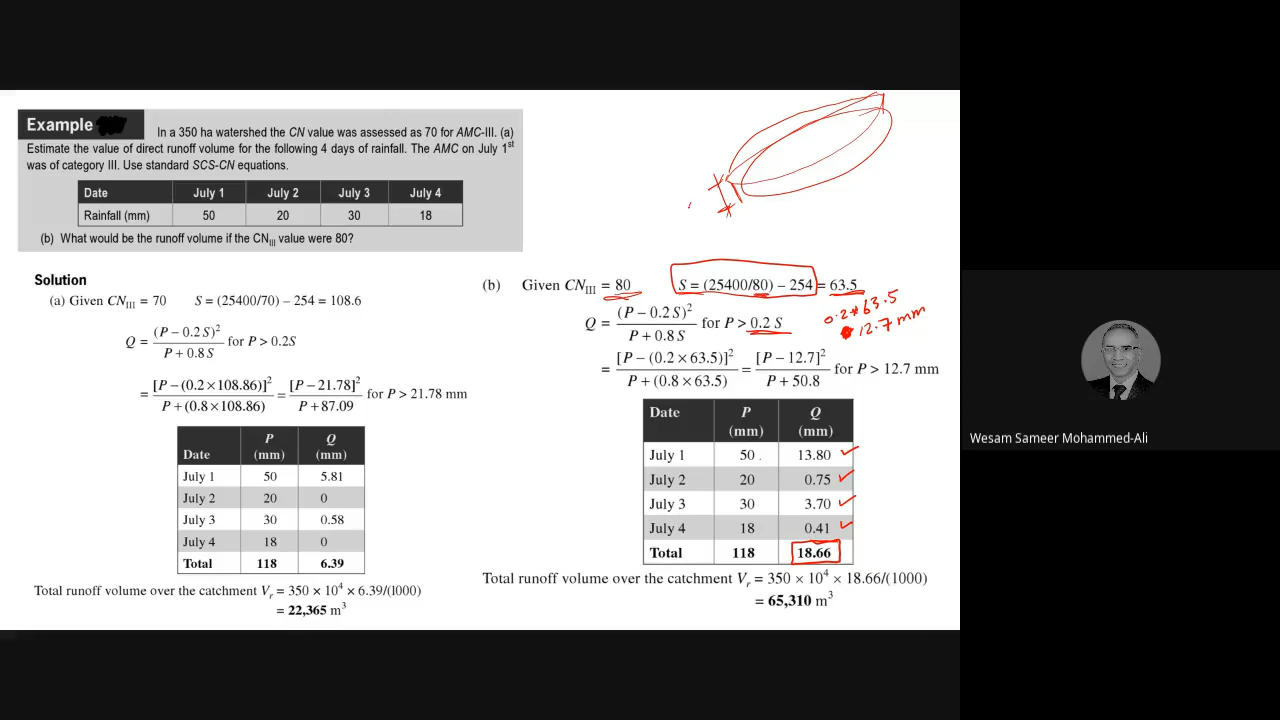 Example
In a 350 ha watershed the CN value was assessed as 70 for AMC-III. (a)
Estimate the value of direct runoff volume for the following 4 days of rainfall. The AMC on July 1st
was of category III. Use standard SCS-CN equations.
Date July 1 July 2 July 3 July 4
Rainfall (mm) 50 20 30 18
(b) What would be the runoff volume if the CN_III value were 80?
Solution
(a) Given CN_III = 70 S = (25400/70) – 254 = 108.6
Q = (P – 0.2 S)² / (P + 0.8 S) for P > 0.2S
= [P – (0.2 × 108.86)]² / (P + (0.8 × 108.86)) = [P – 21.78]² / (P + 87.09) for P > 21.78 mm
Date P (mm) Q (mm)
July 1 50 5.81
July 2 20 0
July 3 30 0.58
July 4 18 0
Total 118 6.39
Total runoff volume over the catchment V_r = 350 × 10⁴ × 6.39/(1000)
= 22,365 m³
(b) Given CN_III = 80 S = (25400/80) – 254 = 63.5
0.2*63.5
12.7 mm
Q = (P – 0.2 S)² / (P + 0.8 S) for P > 0.2 S
= [P – (0.2 × 63.5)]² / (P + (0.8 × 63.5)) = [P – 12.7]² / (P + 50.8) for P > 12.7 mm
Date P (mm) Q (mm)
July 1 50 13.80
July 2 20 0.75
July 3 30 3.70
July 4 18 0.41
Total 118 18.66
Total runoff volume over the catchment V_r = 350 × 10⁴ × 18.66/(1000)
= 65,310 m³
Wesam Sameer Mohammed-Ali